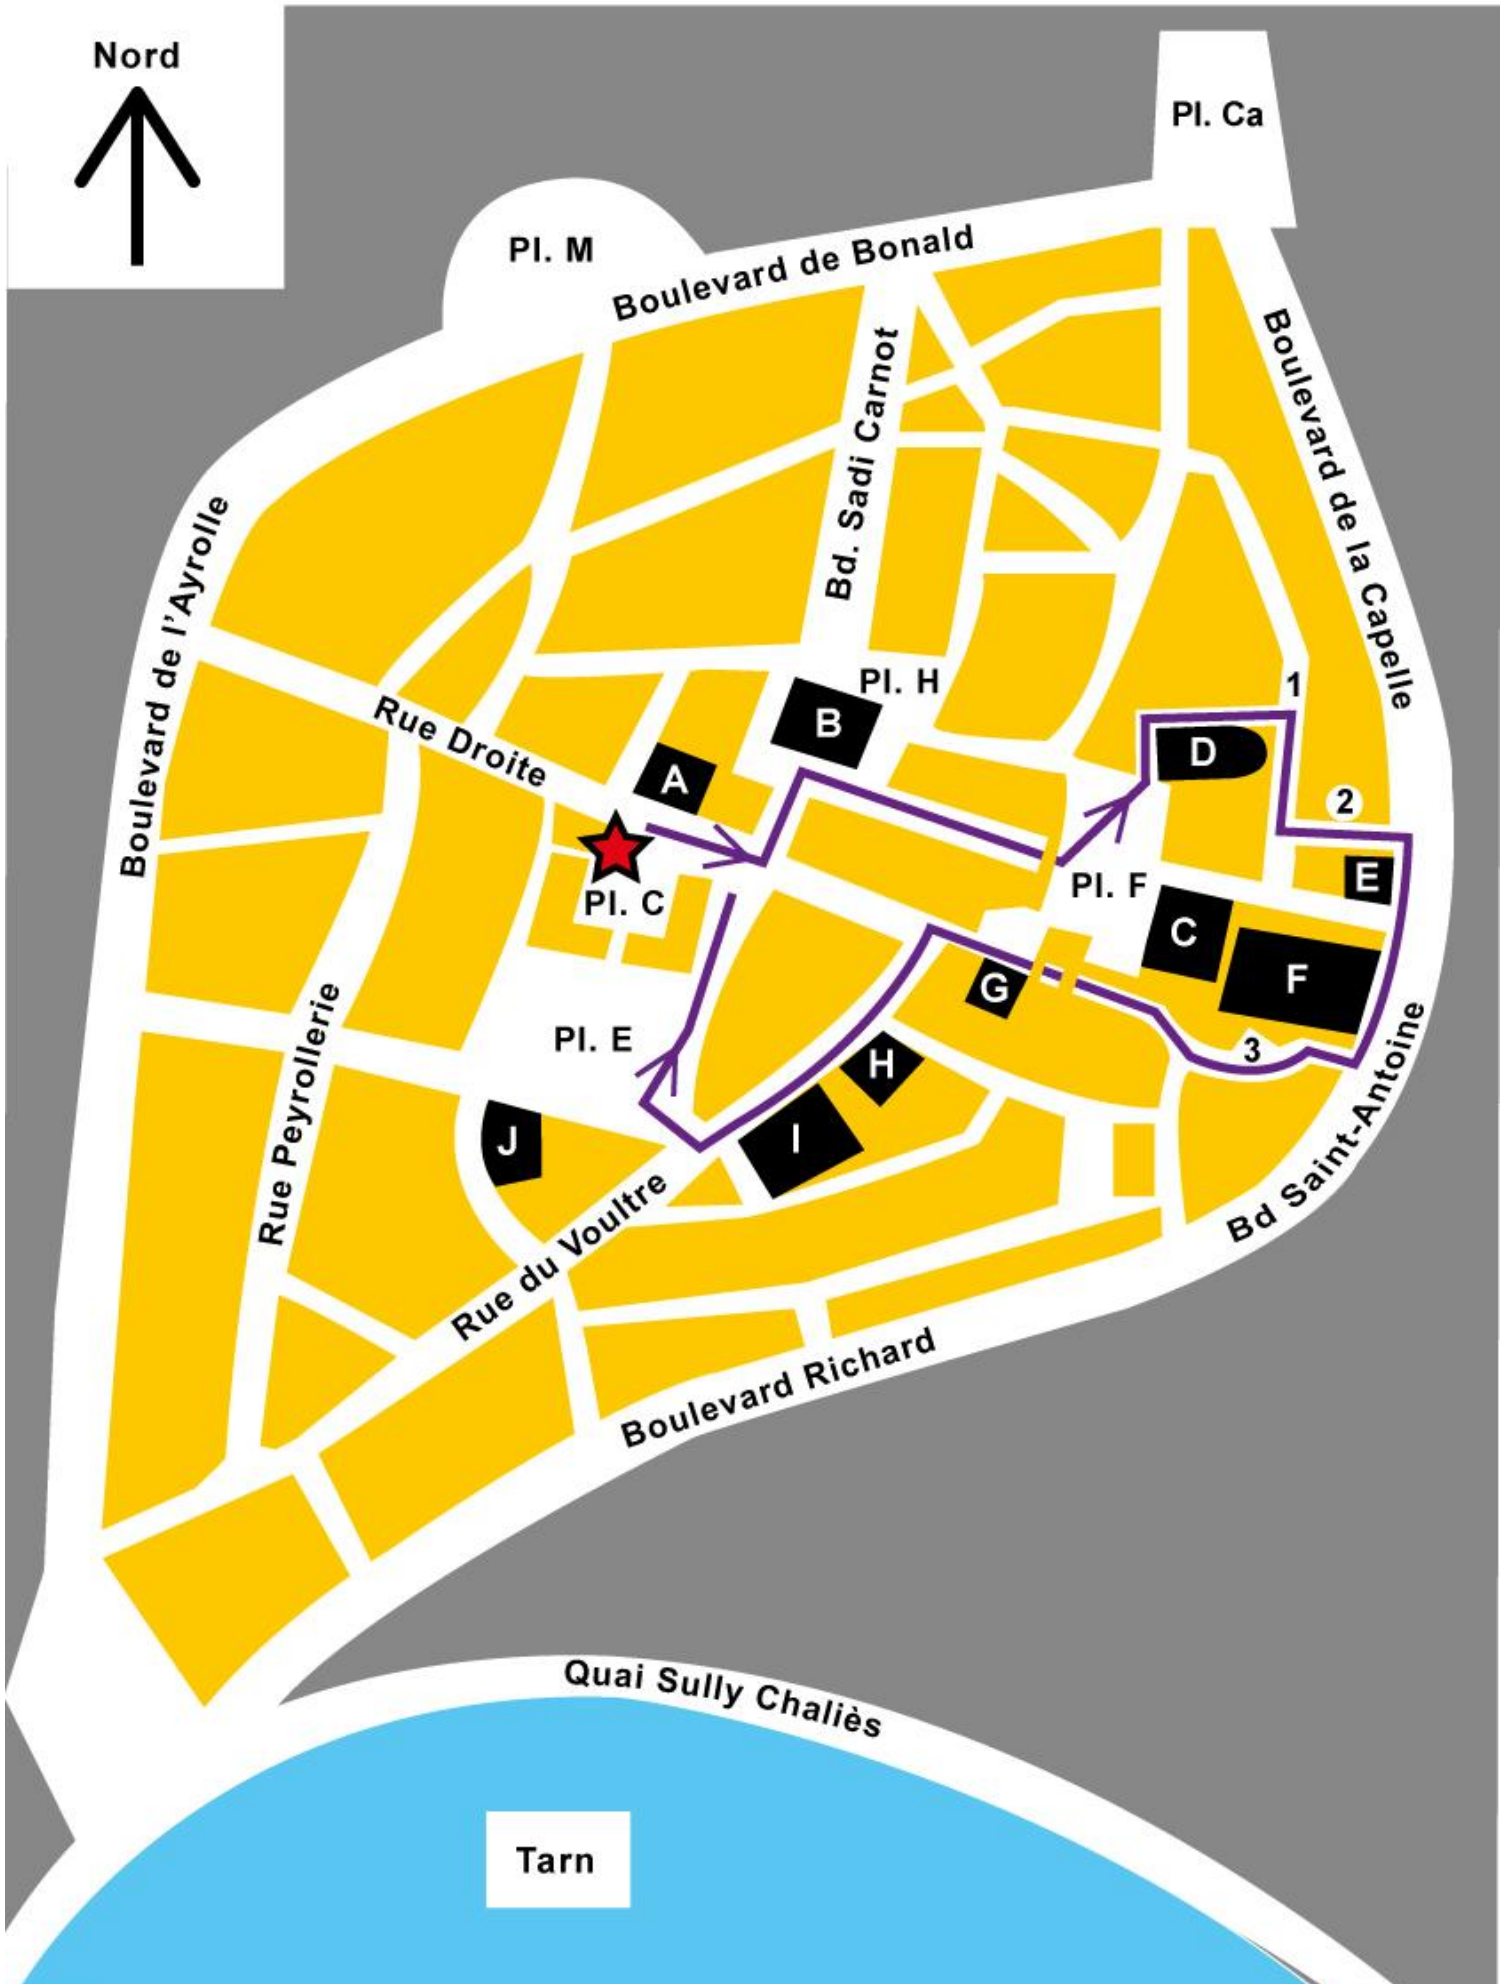 Nord
Pl. Ca
Pl. M
Boulevard de Bonald
Boulevard de la Capelle
Bd. Sadi Carnot
Boulevard de l'Ayrolle
Pl. H
1
B
Rue Droite
D
A
2
E
Pl. F
Pl. C
C
F
G
Rue Peyrollerie
Pl. E
H
3
Bd Saint-Antoine
J
I
Rue du Voultre
Boulevard Richard
Quai Sully Chaliès
Tarn